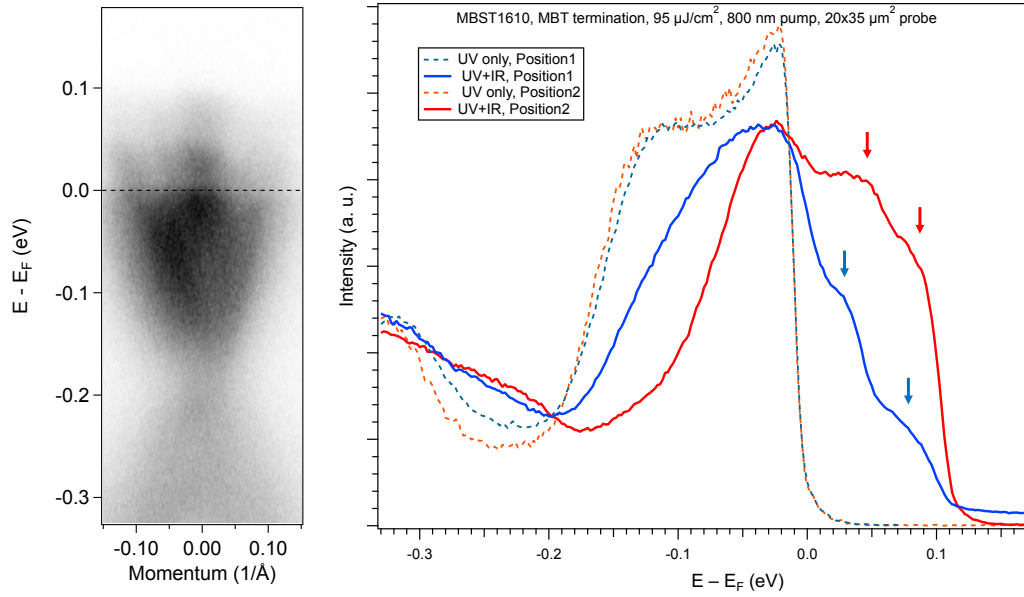 0.1
0.0
-0.1
-0.2
-0.3
E - EF (eV)
-0.10 0.00 0.10
Momentum (1/Å)
MBST1610, MBT termination, 95 µJ/cm², 800 nm pump, 20x35 µm² probe
UV only, Position1
UV+IR, Position1
UV only, Position2
UV+IR, Position2
Intensity (a. u.)
-0.3 -0.2 -0.1 0.0 0.1
E – EF (eV)